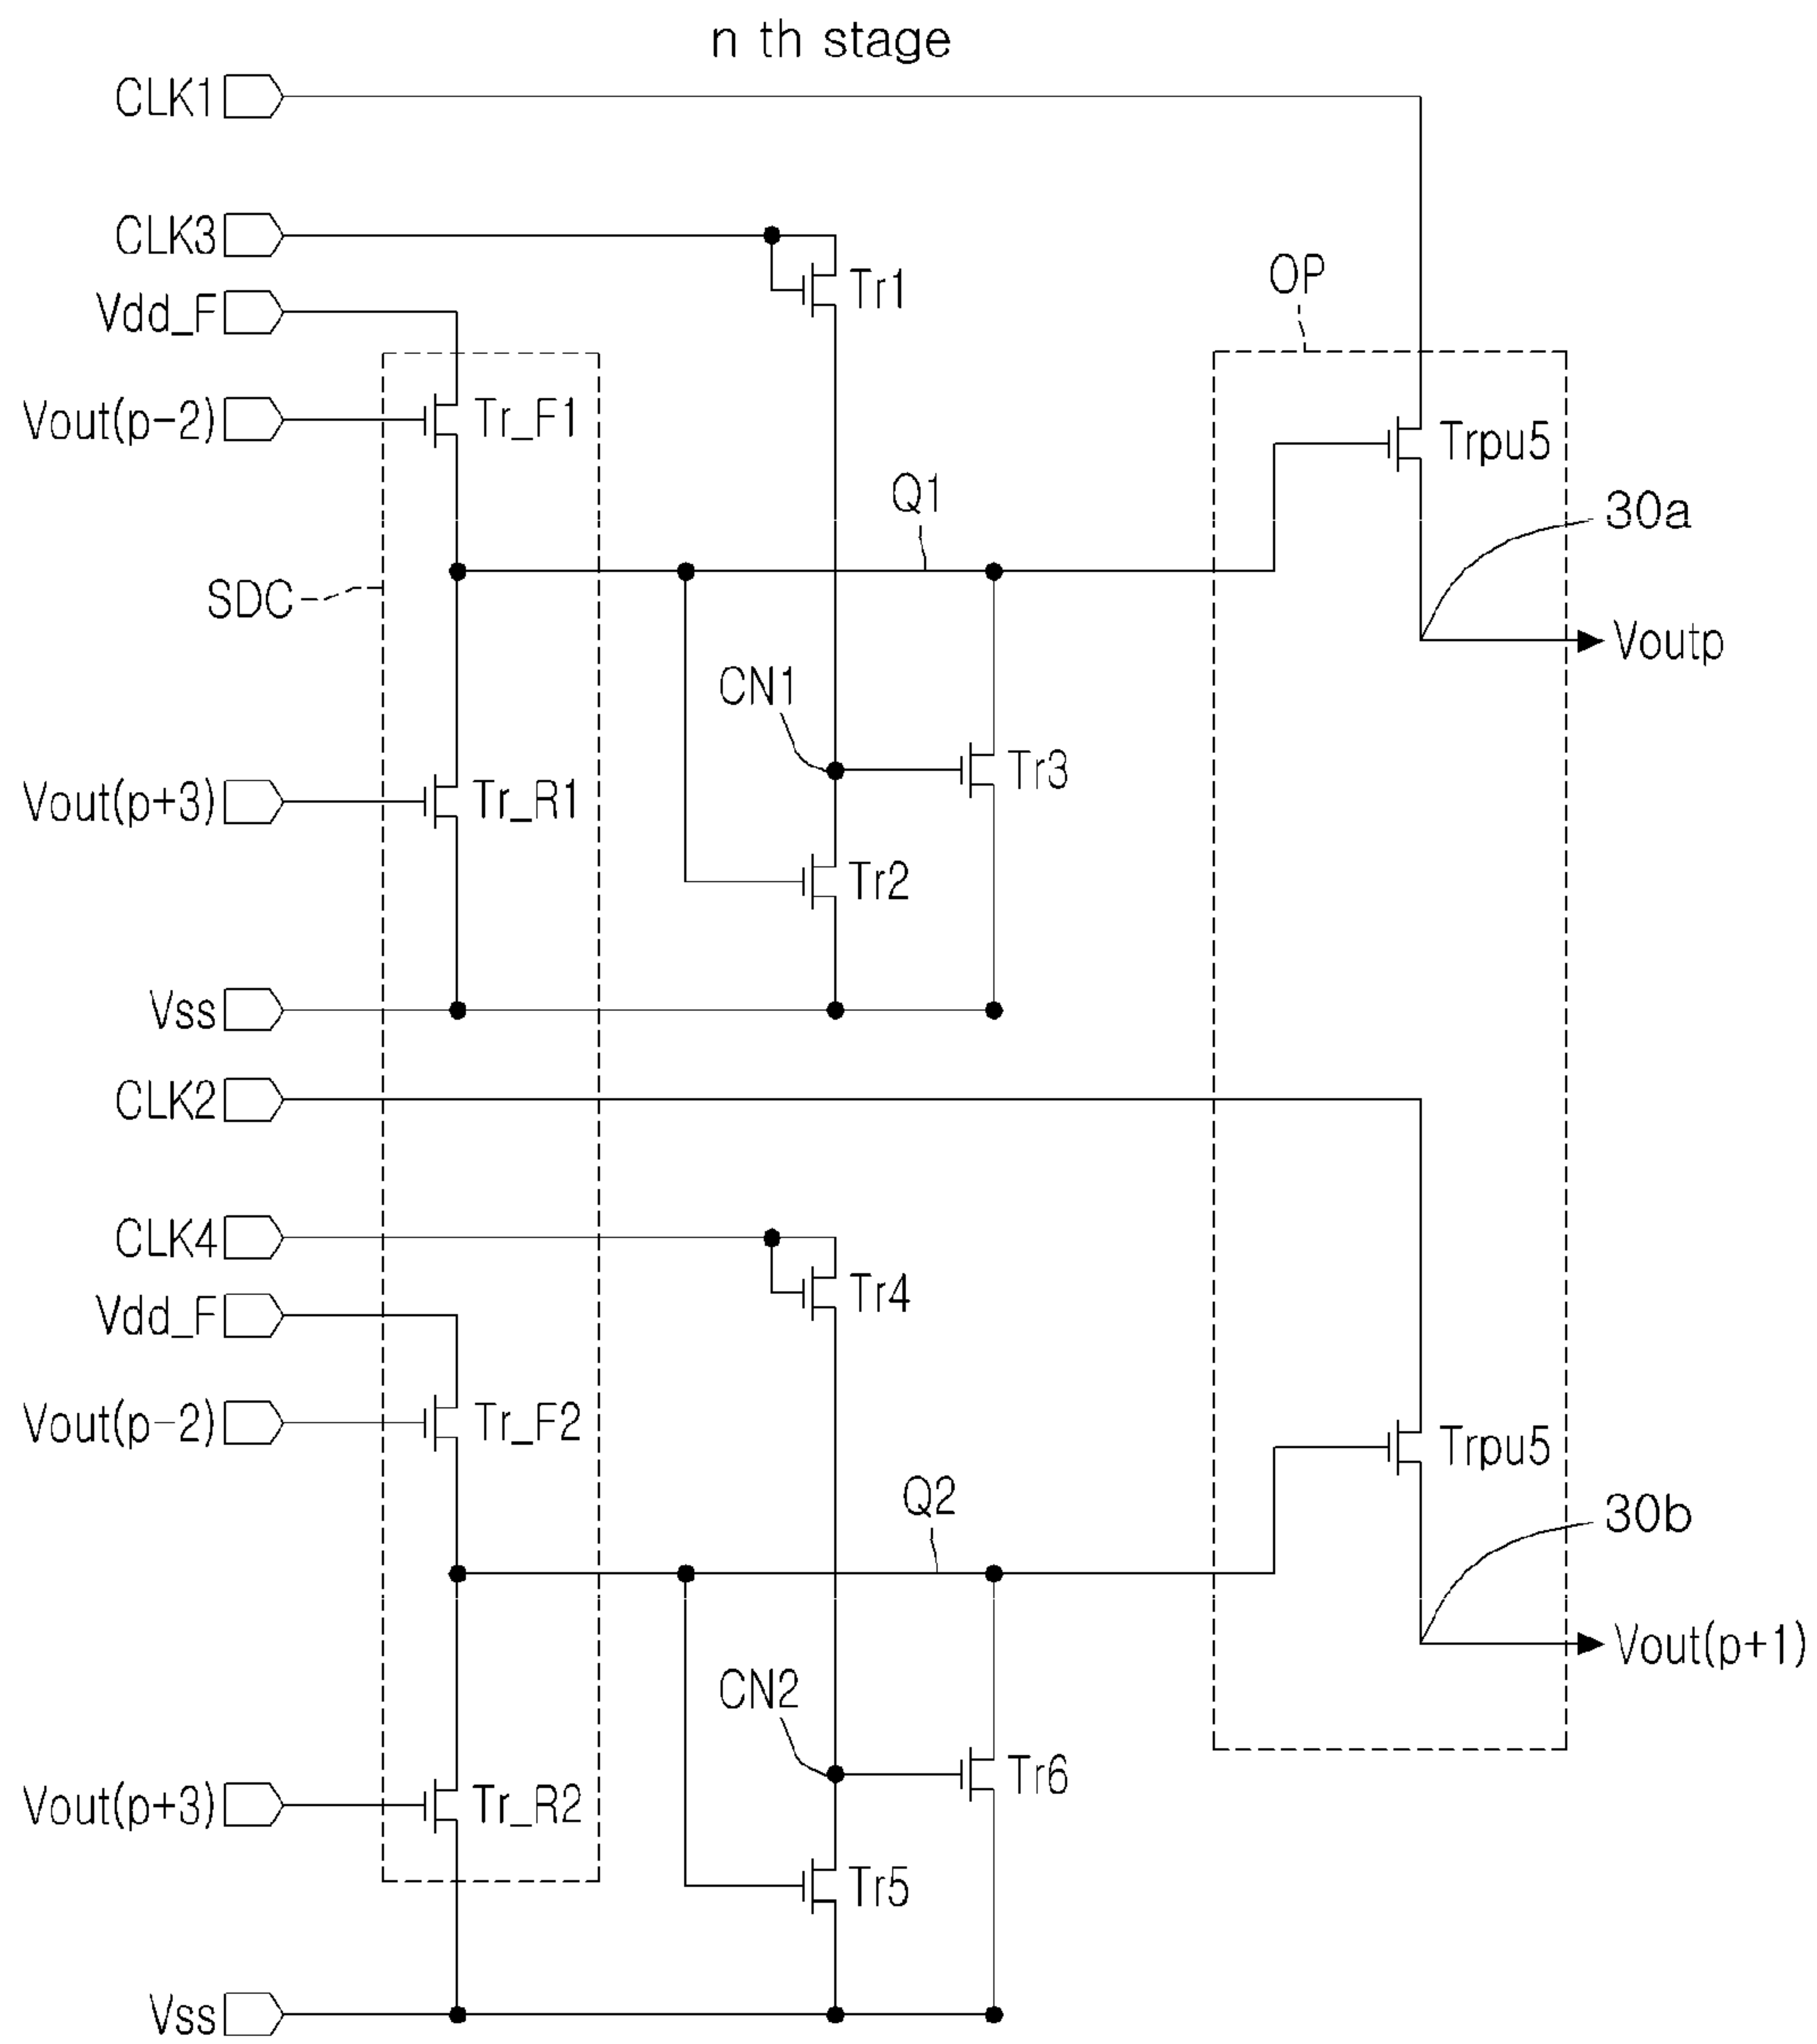 n th stage
CLK1
CLK3
Tr1
OP
Vdd_F
Vout(p-2)
Tr_F1
Trpu5
Q1
30a
SDC
Voutp
CN1
Vout(p+3)
Tr_R1
Tr3
Tr2
Vss
CLK2
CLK4
Tr4
Vdd_F
Vout(p-2)
Tr_F2
Trpu5
Q2
30b
Vout(p+1)
CN2
Vout(p+3)
Tr_R2
Tr6
Tr5
Vss